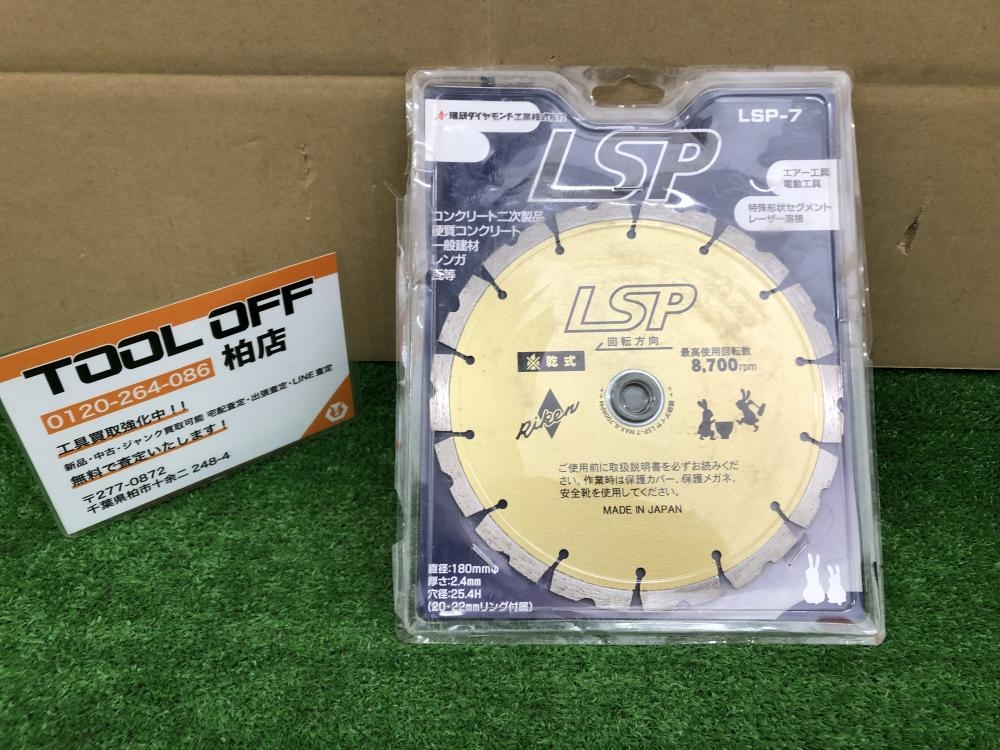 TOOL OFF
柏店
0120-264-086
工具買取強化中!!
新品・中古・ジャンク買取可能 宅配査定・出張査定・LINE査定
無料で査定いたします!
〒277-0872
千葉県柏市十余二 248-4
理研ダイヤモンド工業株式会社
LSP-7
LSP
エアー工具
電動工具
特殊形状セグメント
レーザー溶接
コンクリート二次製品
硬質コンクリート
一般建材
レンガ
瓦等
LSP
回転方向
乾式
最高使用回転数
8,700rpm
Riken
ご使用前に取扱説明書を必ずお読みくだ
さい。作業時は保護カバー、保護メガネ、
安全靴を使用してください。
MADE IN JAPAN
直径:180mmφ
厚さ:2.4mm
穴径:25.4H
(20・22mmリング付属)